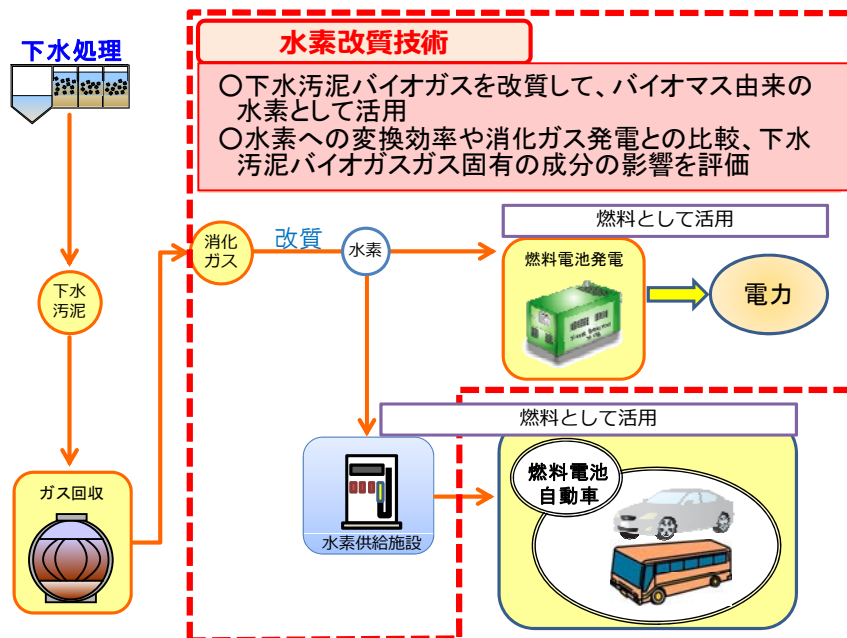 下水処理
水素改質技術
○下水汚泥バイオガスを改質して、バイオマス由来の
水素として活用
○水素への変換効率や消化ガス発電との比較、下水
汚泥バイオガスガス固有の成分の影響を評価
燃料として活用
消化
ガス
改質
水素
燃料電池発電
電力
下水
汚泥
燃料として活用
ガス回収
水素供給施設
燃料電池
自動車